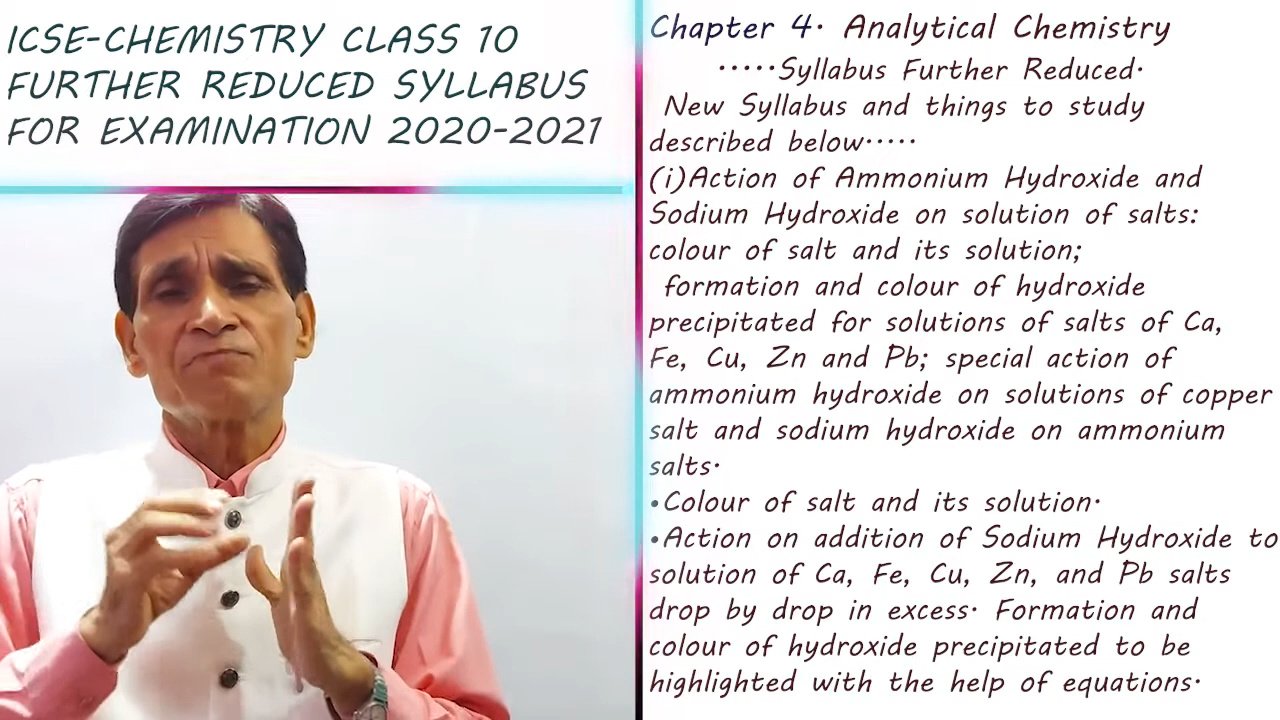 ICSE-CHEMISTRY CLASS 10
FURTHER REDUCED SYLLABUS
FOR EXAMINATION 2020-2021
Chapter 4· Analytical Chemistry
·····Syllabus Further Reduced·
New Syllabus and things to study
described below·····
(i)Action of Ammonium Hydroxide and
Sodium Hydroxide on solution of salts:
colour of salt and its solution;
formation and colour of hydroxide
precipitated for solutions of salts of Ca,
Fe, Cu, Zn and Pb; special action of
ammonium hydroxide on solutions of copper
salt and sodium hydroxide on ammonium
salts·
•Colour of salt and its solution·
•Action on addition of Sodium Hydroxide to
solution of Ca, Fe, Cu, Zn, and Pb salts
drop by drop in excess· Formation and
colour of hydroxide precipitated to be
highlighted with the help of equations·